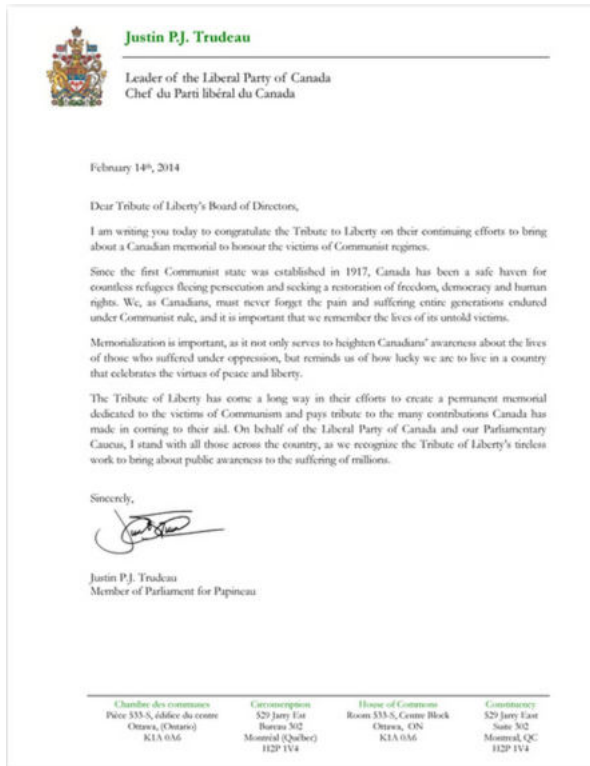 Justin P.J. Trudeau
Leader of the Liberal Party of Canada
Chef du Parti libéral du Canada
February 14th, 2014
Dear Tribute of Liberty's Board of Directors,
I am writing you today to congratulate the Tribute to Liberty on their continuing efforts to bring
about a Canadian memorial to honour the victims of Communist regimes.
Since the first Communist state was established in 1917, Canada has been a safe haven for
countless refugees fleeing persecution and seeking a restoration of freedom, democracy and human
rights. We, as Canadians, must never forget the pain and suffering entire generations endured
under Communist rule, and it is important that we remember the lives of its untold victims.
Memorialization is important, as it not only serves to heighten Canadians' awareness about the lives
of those who suffered under oppression, but reminds us of how lucky we are to live in a country
that celebrates the virtues of peace and liberty.
The Tribute of Liberty has come a long way in their efforts to create a permanent memorial
dedicated to the victims of Communism and pays tribute to the many contributions Canada has
made in coming to their aid. On behalf of the Liberal Party of Canada and our Parliamentary
Caucus, I stand with all those across the country, as we recognize the Tribute of Liberty's tireless
work to bring about public awareness to the suffering of millions.
Sincerely,
Justin P.J. Trudeau
Member of Parliament for Papineau
Chambre des communes
Pièce 533-S, édifice du centre
Ottawa, (Ontario)
K1A 0A6
Circonscription
529 Jarry Est
Bureau 302
Montréal (Québec)
H2P 1V4
House of Commons
Room 533-S, Centre Block
Ottawa, ON
K1A 0A6
Constituency
529 Jarry East
Suite 302
Montreal, QC
H2P 1V4